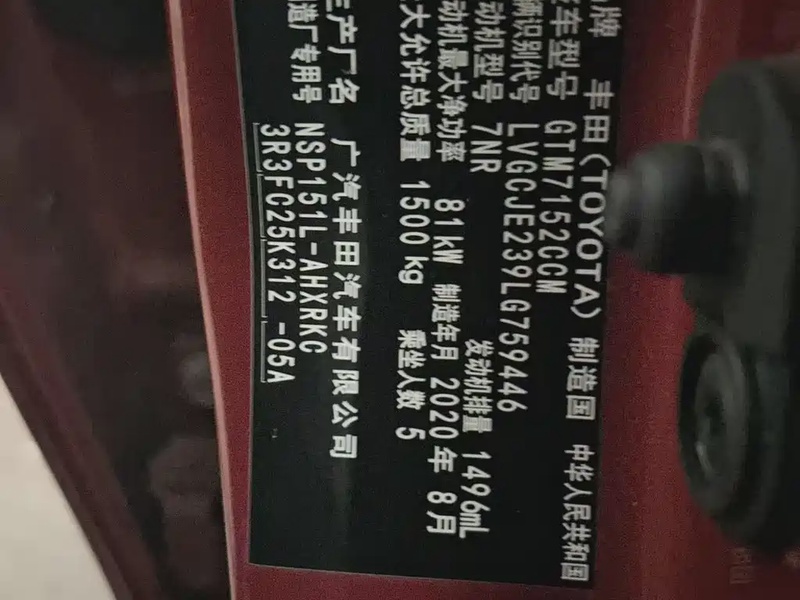 牌 丰田(TOYOTA) 制造国 中华人民共和国
车型号 GTM7152CCM
辆识别代号 LVGCJE239LG759446
动机型号 7NR 发动机排量 1496mL
动机最大净功率 81kW 制造年月 2020年8月
大允许总质量 1500kg 乘坐人数 5
生产厂名 广汽丰田汽车有限公司
造厂专用号 NSP151L-AHXRKC
3R3FC25K312 -05A